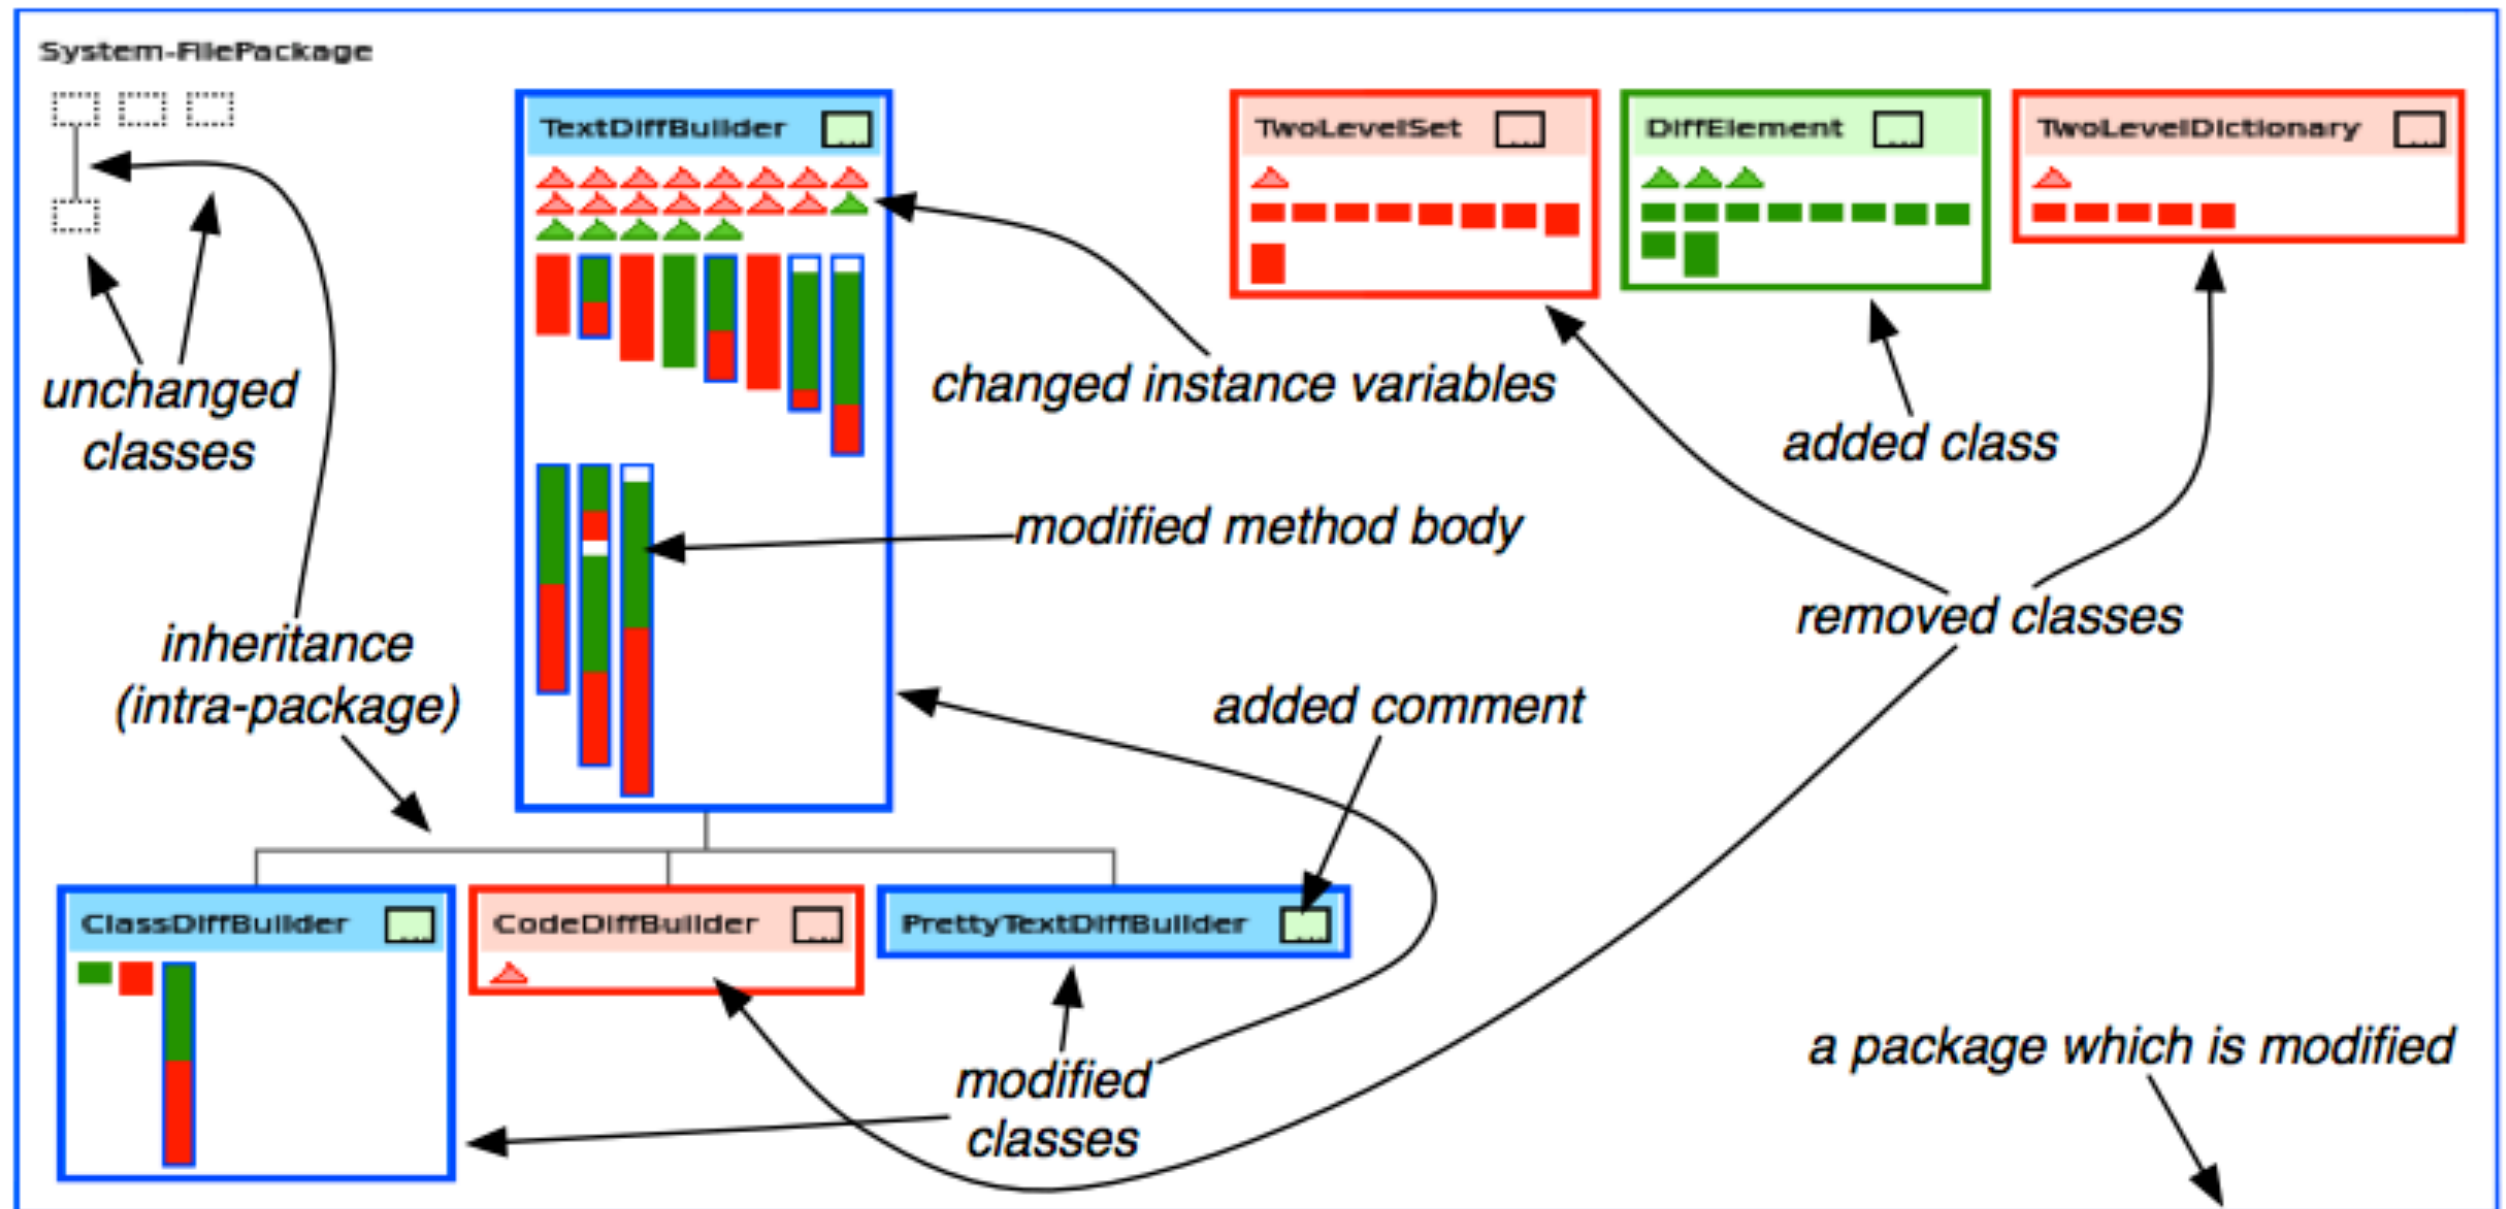 System-FilePackage
TextDiffBuilder
TwoLevelSet
DiffElement
TwoLevelDictionary
unchanged
classes
changed instance variables
added class
modified method body
removed classes
inheritance
(intra-package)
added comment
ClassDiffBuilder
CodeDiffBuilder
PrettyTextDiffBuilder
modified
classes
a package which is modified